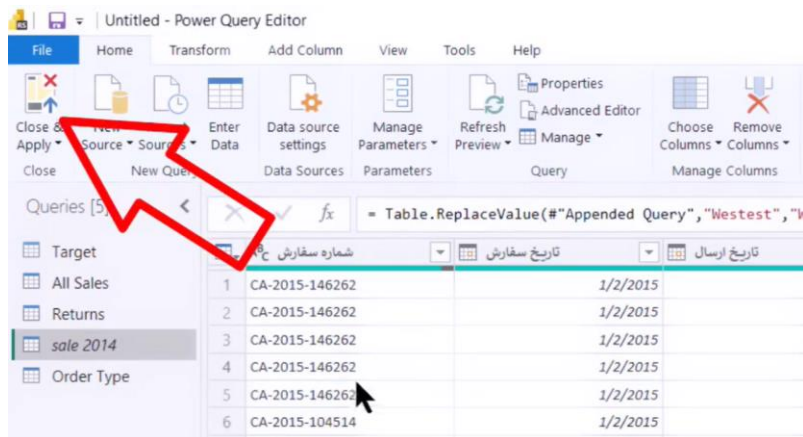 Untitled - Power Query Editor
File Home Transform Add Column View Tools Help
Close & Apply
New Source
Enter Data
Data source settings
Manage Parameters
Refresh Preview
Properties
Advanced Editor
Manage
Choose Columns
Remove Columns
Close New Query Data Sources Parameters Query Manage Columns
Queries [5]
fx = Table.ReplaceValue(#"Appended Query","Westest","W
Target
All Sales
Returns
sale 2014
Order Type
شماره سفارش
تاریخ سفارش
تاریخ ارسال
1 CA-2015-146262 1/2/2015
2 CA-2015-146262 1/2/2015
3 CA-2015-146262 1/2/2015
4 CA-2015-146262 1/2/2015
5 CA-2015-146262 1/2/2015
6 CA-2015-104514 1/2/2015